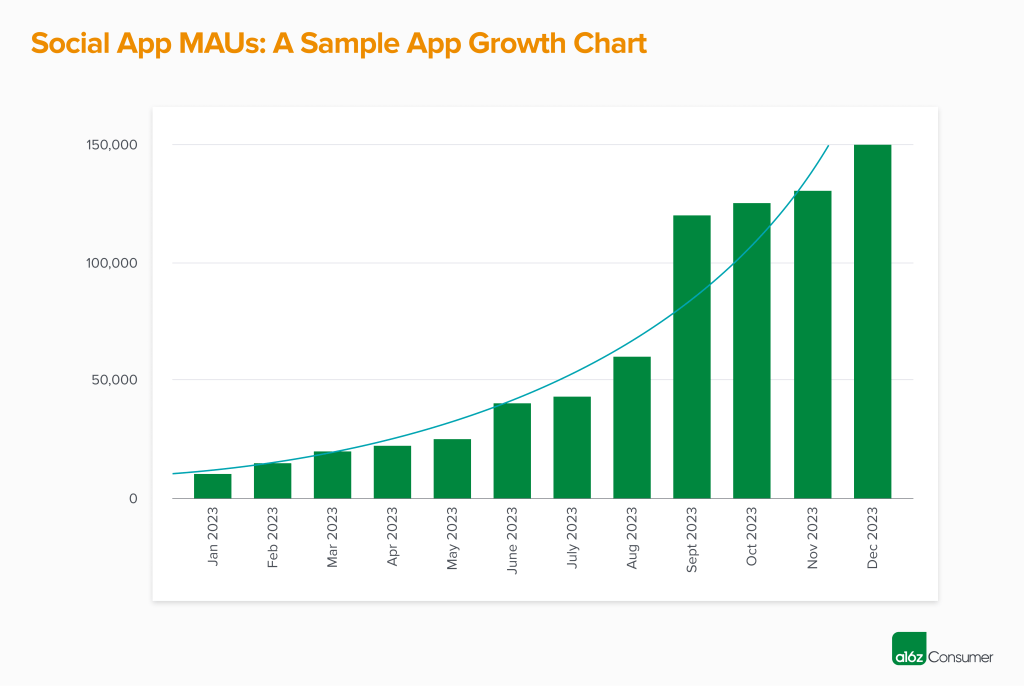 Social App MAUs: A Sample App Growth Chart
150,000
100,000
50,000
0
Jan 2023
Feb 2023
Mar 2023
Apr 2023
May 2023
June 2023
July 2023
Aug 2023
Sept 2023
Oct 2023
Nov 2023
Dec 2023
a16z Consumer